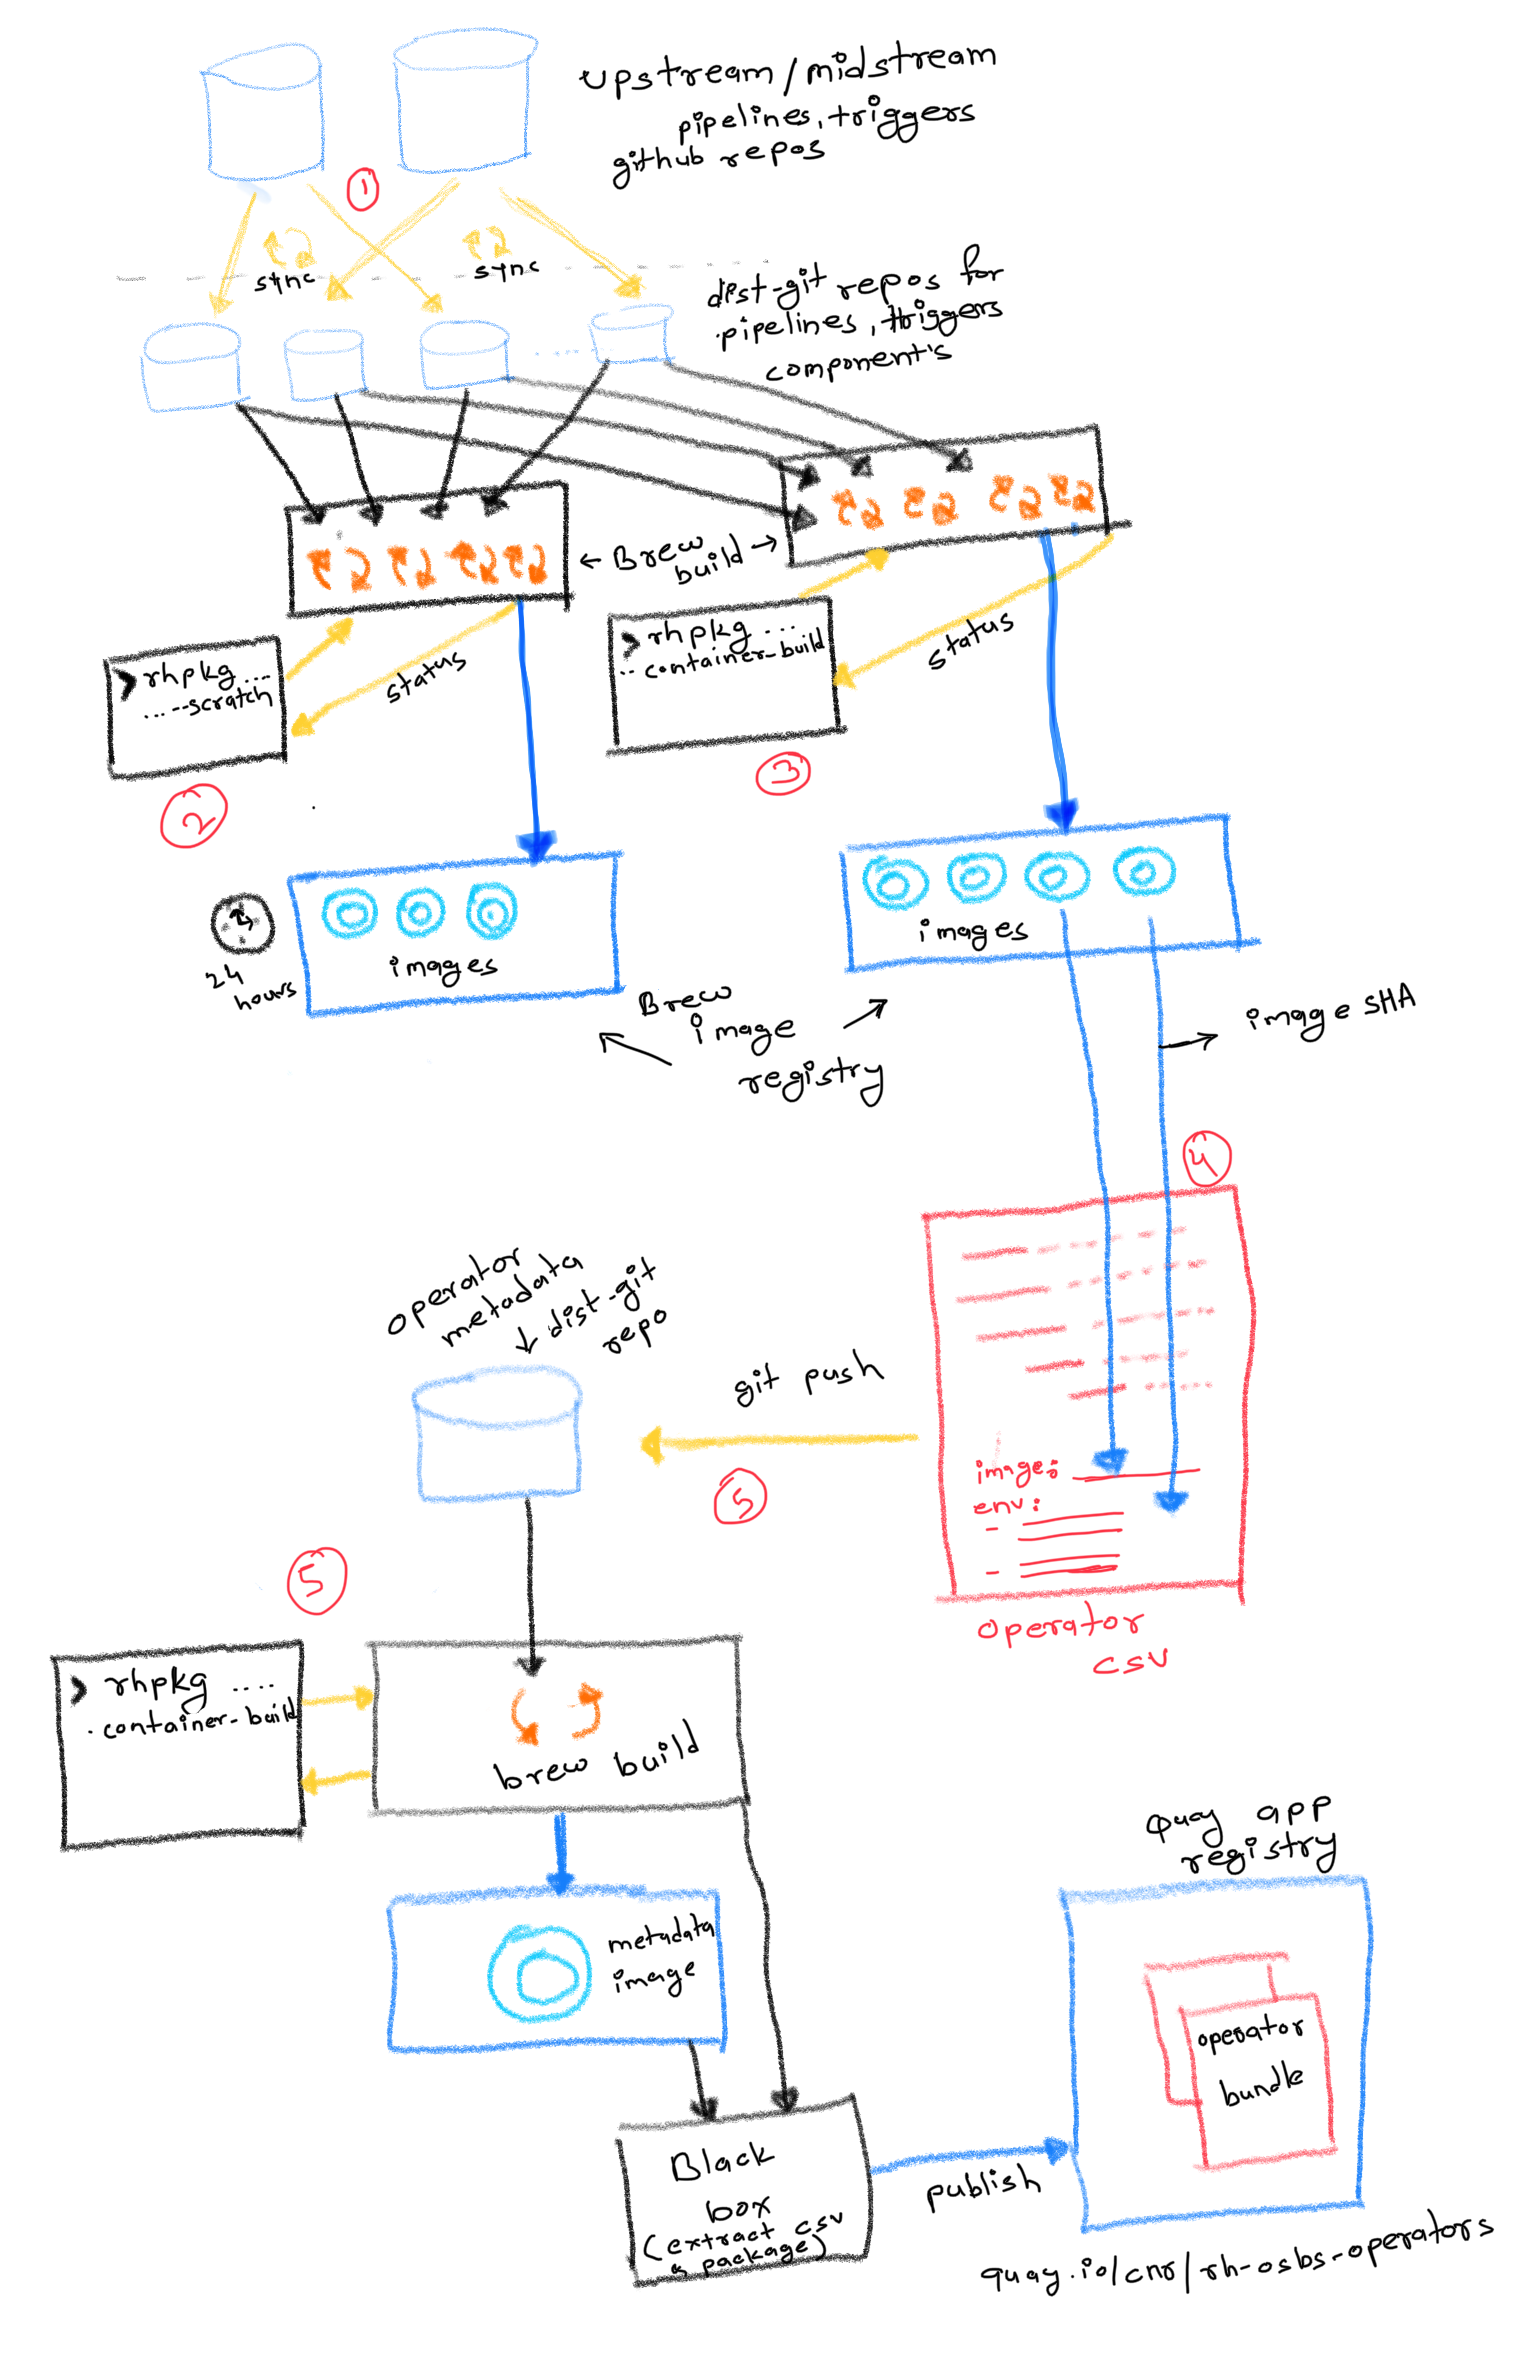 upstream/midstream
pipelines, triggers
github repos
1
sync
sync
dist-git repos for
pipelines, triggers
component's
← Brew →
build
> rhpkg ....
....--scratch
status
2
> rhpkg ...
.. container-build
status
3
24
hours
images
images
Brew
image
registry
image SHA
4
operator
metadata
↓ dist-git
repo
git push
5
image:
env:
-
-
operator
csv
5
> rhpkg ....
. container-build
brew build
metadata
image
Quay app
registry
operator
bundle
Black
box
(extract csv
& package)
publish
quay.io/cnr/rh-osbs-operators